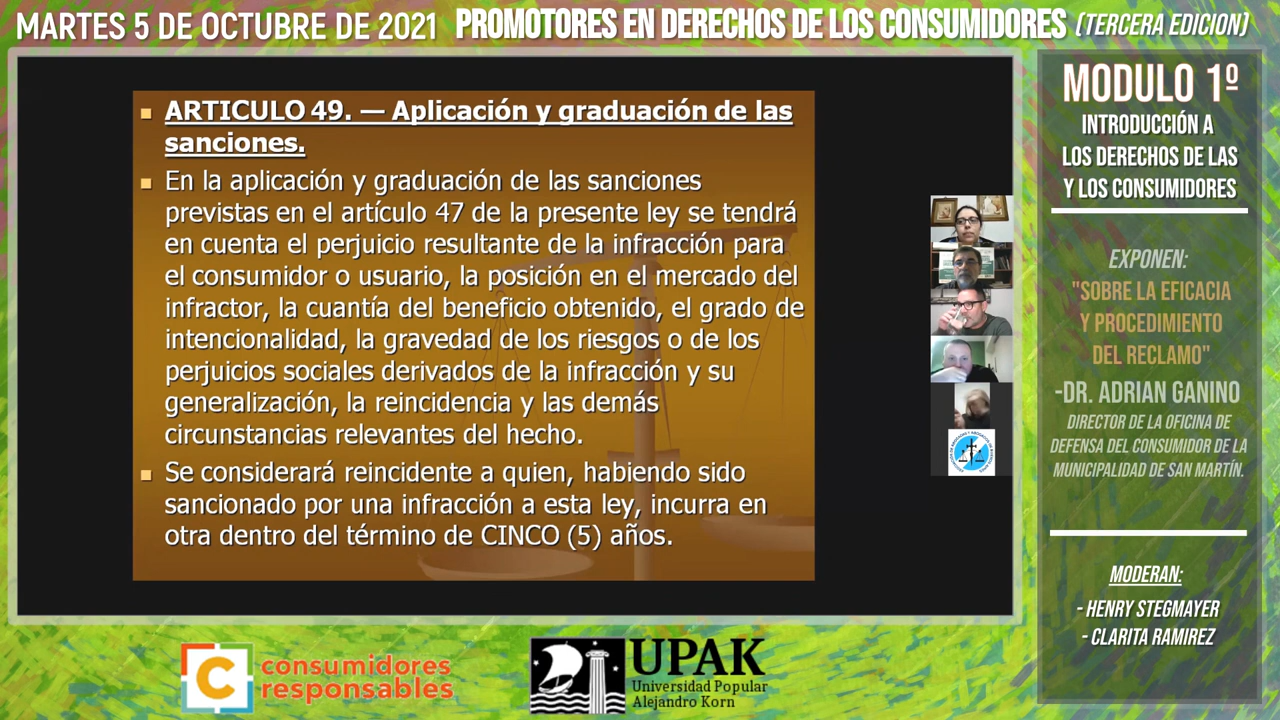 MARTES 5 DE OCTUBRE DE 2021 PROMOTORES EN DERECHOS DE LOS CONSUMIDORES (TERCERA EDICION)
ARTICULO 49. — Aplicación y graduación de las
sanciones.
En la aplicación y graduación de las sanciones
previstas en el artículo 47 de la presente ley se tendrá
en cuenta el perjuicio resultante de la infracción para
el consumidor o usuario, la posición en el mercado del
infractor, la cuantía del beneficio obtenido, el grado de
intencionalidad, la gravedad de los riesgos o de los
perjuicios sociales derivados de la infracción y su
generalización, la reincidencia y las demás
circunstancias relevantes del hecho.
Se considerará reincidente a quien, habiendo sido
sancionado por una infracción a esta ley, incurra en
otra dentro del término de CINCO (5) años.
MODULO 1º
INTRODUCCIÓN A
LOS DERECHOS DE LAS
Y LOS CONSUMIDORES
EXPONEN:
"SOBRE LA EFICACIA
Y PROCEDIMIENTO
DEL RECLAMO"
-DR. ADRIAN GANINO
DIRECTOR DE LA OFICINA DE
DEFENSA DEL CONSUMIDOR DE LA
MUNICIPALIDAD DE SAN MARTÍN.
MODERAN:
- HENRY STEGMAYER
- CLARITA RAMIREZ
C consumidores
responsables
UPAK
Universidad Popular
Alejandro Korn